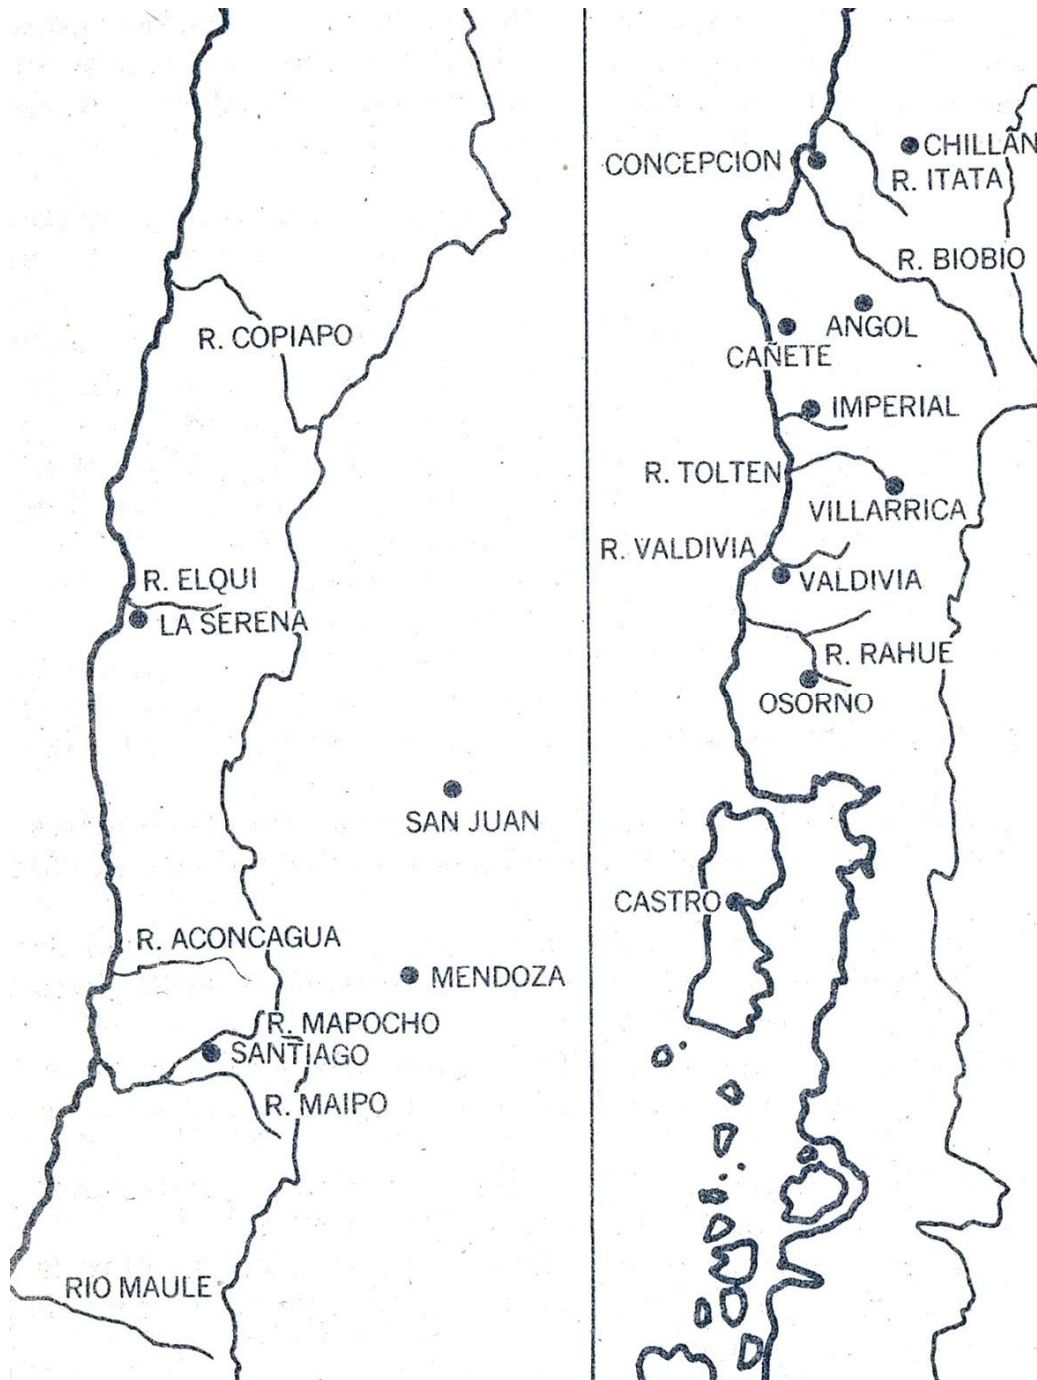 R. COPIAPO
R. ELQUI
LA SERENA
SAN JUAN
R. ACONCAGUA
MENDOZA
R. MAPOCHO
SANTIAGO
R. MAIPO
RIO MAULE
CHILLÁN
CONCEPCION
R. ITATA
R. BIOBIO
ANGOL
CAÑETE
IMPERIAL
R. TOLTEN
VILLARRICA
R. VALDIVIA
VALDIVIA
R. RAHUE
OSORNO
CASTRO